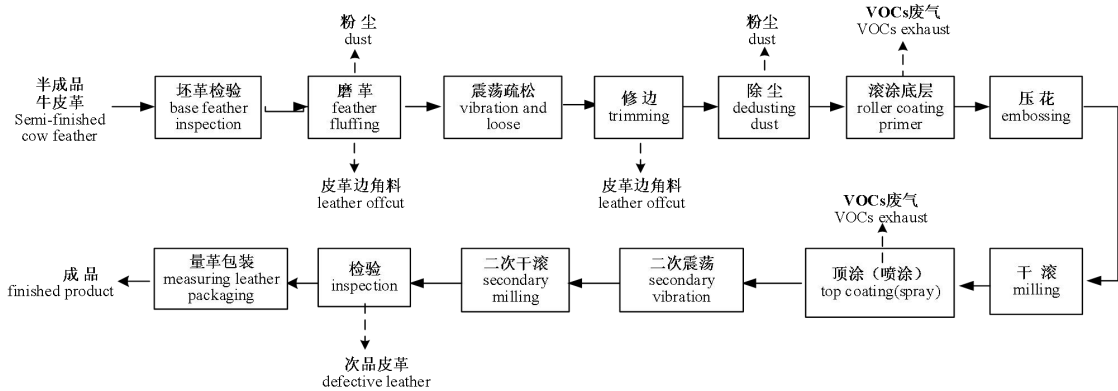 粉 尘
dust
粉 尘
dust
VOCs废气
VOCs exhaust
半成品
牛皮革
Semi-finished
cow feather
坯革检验
base feather
inspection
磨 革
feather
fluffing
震荡疏松
vibration and
loose
修 边
trimming
除 尘
dedusting
dust
滚涂底层
roller coating
primer
压 花
embossing
皮革边角料
leather offcut
皮革边角料
leather offcut
VOCs废气
VOCs exhaust
成 品
finished product
量革包装
measuring leather
packaging
检验
inspection
二次干滚
secondary
milling
二次震荡
secondary
vibration
顶涂（喷涂）
top coating(spray)
干 滚
milling
次品皮革
defective leather